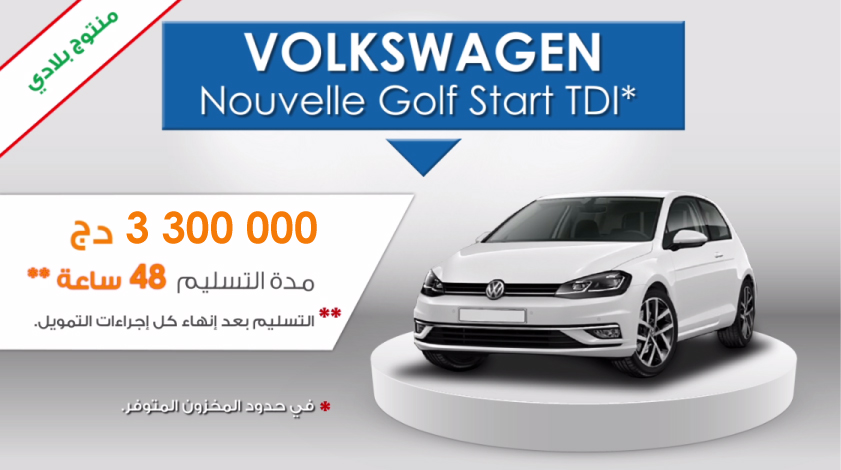 منتوج بلادي
VOLKSWAGEN
Nouvelle Golf Start TDI*
3 300 000 دج
مدة التسليم 48 ساعة **
** التسليم بعد إنهاء كل إجراءات التمويل.
* في حدود المخزون المتوفر.